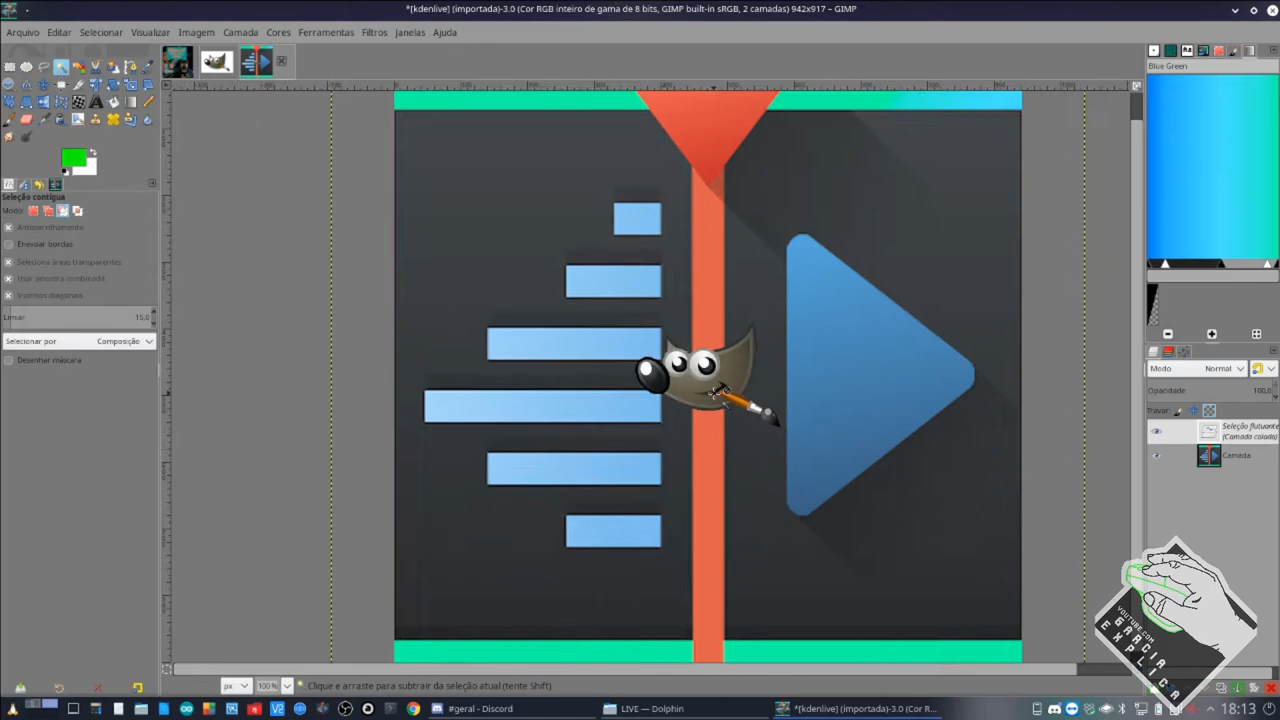 *[kdenlive] (importada)-3.0 (Cor RGB inteiro de gama de 8 bits, GIMP built-in sRGB, 2 camadas) 942x917 – GIMP
Arquivo Editar Selecionar Visualizar Imagem Camada Cores Ferramentas Filtros Janelas Ajuda
Blue Green
Seleção contígua
Modo:
Antisserrilhamento
Enevoar bordas
Seleciona áreas transparentes
Usar amostra combinada
Vizinhos diagonais
Limiar 15,0
Selecionar por Composição
Desenhar máscara
Modo Normal
Opacidade 100,0
Travar:
Seleção flutuante
(Camada colada)
Camada
YOUTUBE.COM
EGARCIA
EXPLICA
px 100 % Clique e arraste para subtrair da seleção atual (tente Shift)
#geral - Discord LIVE — Dolphin *[kdenlive] (importada)-3.0 (Cor R... 18:13